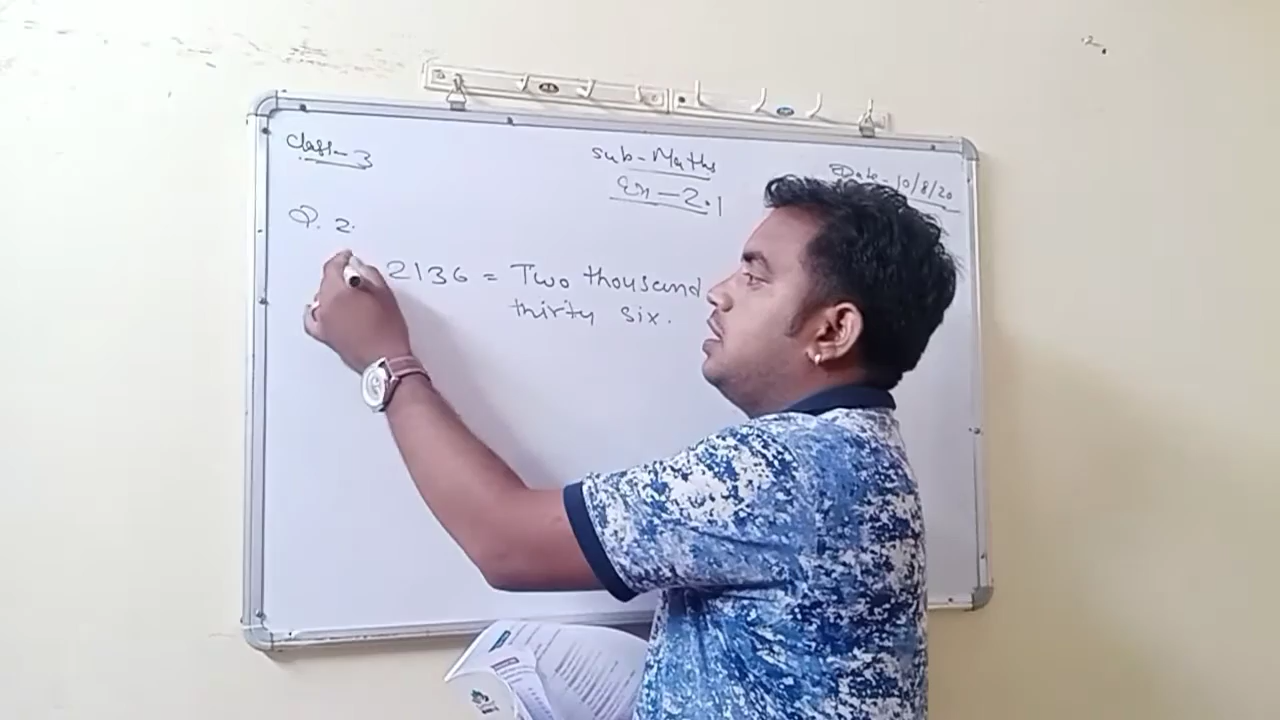 Class-3
Sub-Maths
Date-10/8/20
Ex-2.1
Q. 2.
2136 = Two thousand
thirty six.